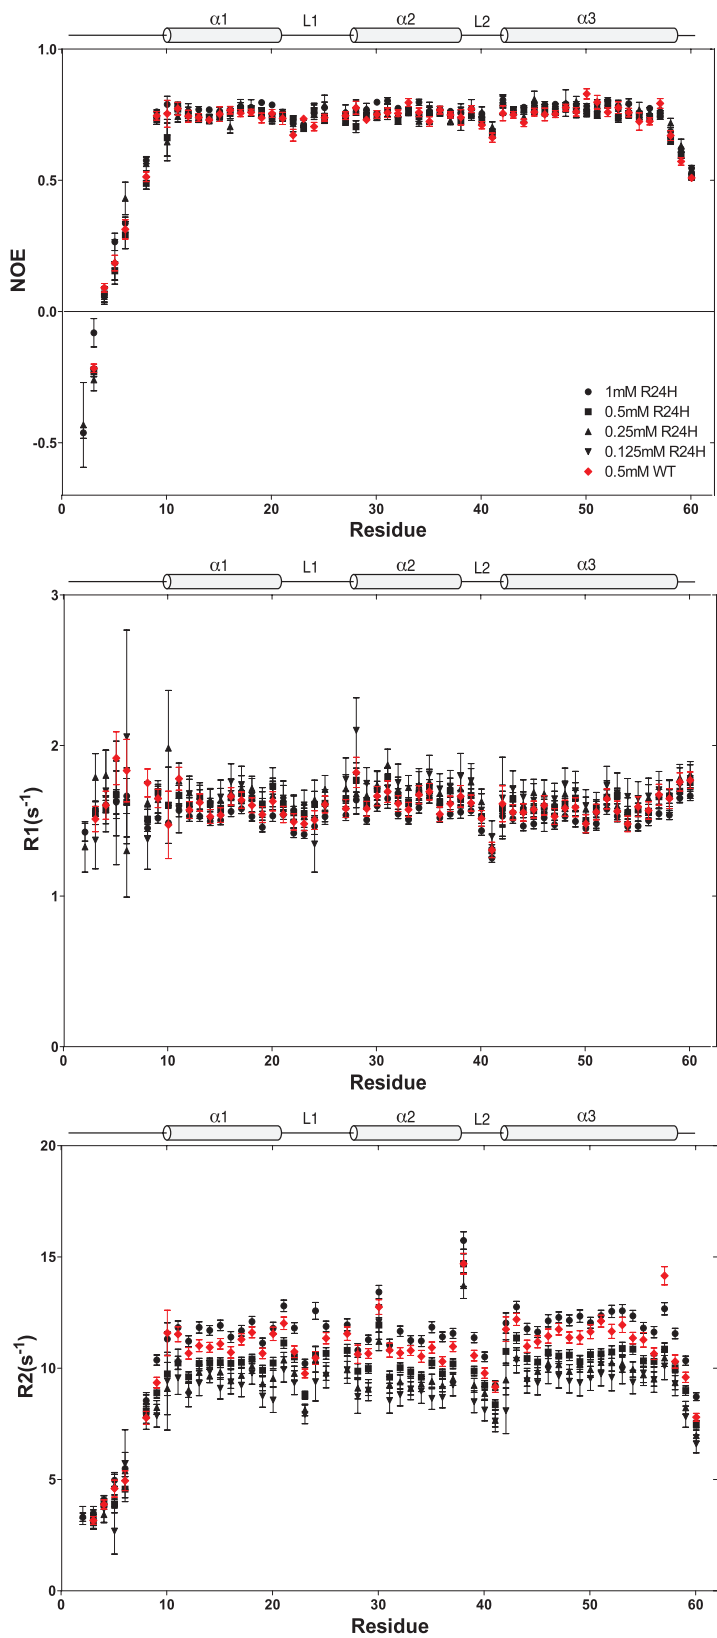 α1 L1 α2 L2 α3
1.0
0.5
0.0
-0.5
NOE
1mM R24H
0.5mM R24H
0.25mM R24H
0.125mM R24H
0.5mM WT
0 10 20 30 40 50 60
Residue
α1 L1 α2 L2 α3
3
2
1
0
R1(s⁻¹)
0 10 20 30 40 50 60
Residue
α1 L1 α2 L2 α3
20
15
10
5
0
R2(s⁻¹)
0 10 20 30 40 50 60
Residue